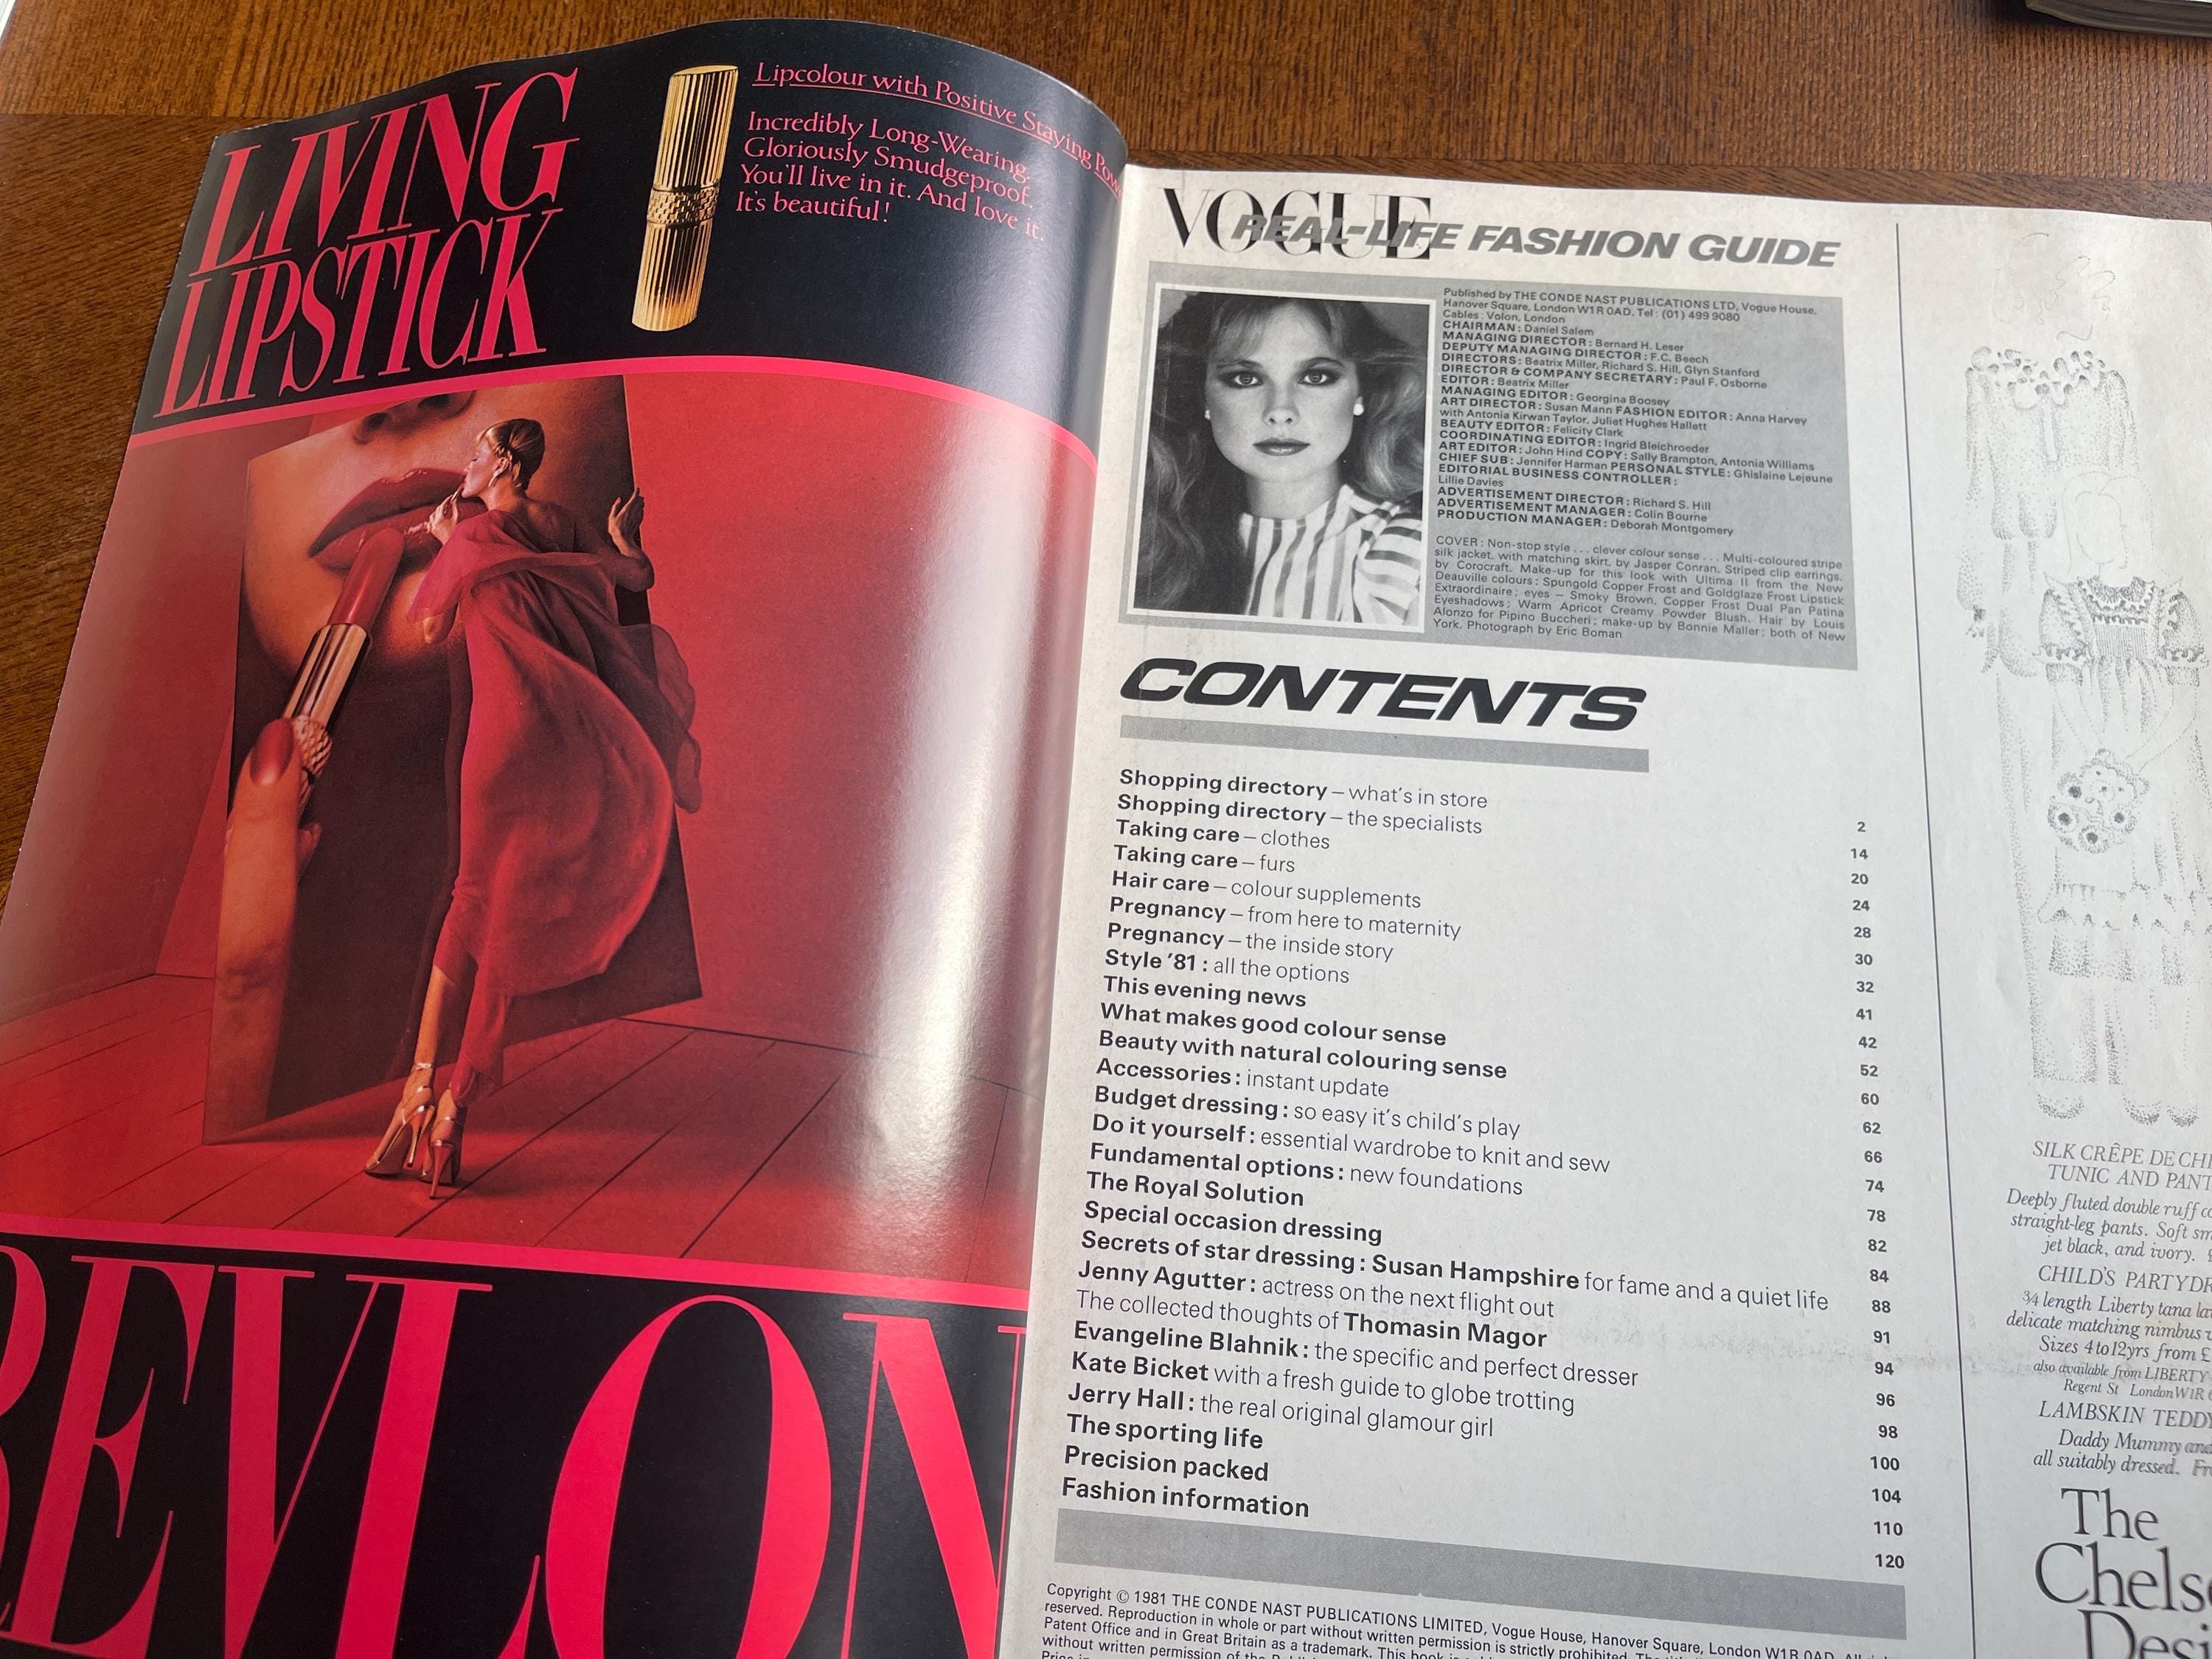 LIVING
LIPSTICK
Lipcolour with Positive Staying
Incredibly Long-Wearing.
Gloriously Smudgeproof.
You'll live in it. And love it.
It's beautiful!
REVLON
VOGUE
REAL-LIFE FASHION GUIDE
Published by THE CONDE NAST PUBLICATIONS LTD, Vogue House,
Hanover Square, London W1R 0AD. Tel : (01) 499 9080
Cables : Volon, London
CHAIRMAN : Daniel Salem
MANAGING DIRECTOR : Bernard H. Leser
DEPUTY MANAGING DIRECTOR : F.C. Beech
DIRECTORS : Beatrix Miller, Richard S. Hill, Glyn Stanford
DIRECTOR & COMPANY SECRETARY : Paul F. Osborne
EDITOR : Beatrix Miller
MANAGING EDITOR : Georgina Boosey
ART DIRECTOR : Susan Mann FASHION EDITOR : Anna Harvey
with Antonia Kirwan Taylor, Juliet Hughes Hallett
BEAUTY EDITOR : Felicity Clark
COORDINATING EDITOR : Ingrid Bleichroeder
ART EDITOR : John Hind COPY : Sally Brampton, Antonia Williams
CHIEF SUB : Jennifer Harman PERSONAL STYLE : Ghislaine Lejeune
EDITORIAL BUSINESS CONTROLLER :
Lillie Davies
ADVERTISEMENT DIRECTOR : Richard S. Hill
ADVERTISEMENT MANAGER : Colin Bourne
PRODUCTION MANAGER : Deborah Montgomery
COVER : Non-stop style . . . clever colour sense . . . Multi-coloured stripe
silk jacket, with matching skirt, by Jasper Conran. Striped clip earrings,
by Corocraft. Make-up for this look with Ultima II from the New
Deauville colours : Spungold Copper Frost and Goldglaze Frost Lipstick
Extraordinaire ; eyes – Smoky Brown, Copper Frost Dual Pan Patina
Eyeshadows ; Warm Apricot Creamy Powder Blush. Hair by Louis
Alonzo for Pipino Buccheri ; make-up by Bonnie Maller ; both of New
York. Photograph by Eric Boman
CONTENTS
Shopping directory – what's in store 2
Shopping directory – the specialists 14
Taking care – clothes 20
Taking care – furs 24
Hair care – colour supplements 28
Pregnancy – from here to maternity 30
Pregnancy – the inside story 32
Style '81 : all the options 41
This evening news 42
What makes good colour sense 52
Beauty with natural colouring sense 60
Accessories : instant update 62
Budget dressing : so easy it's child's play 66
Do it yourself : essential wardrobe to knit and sew 74
Fundamental options : new foundations 78
The Royal Solution 82
Special occasion dressing 84
Secrets of star dressing : Susan Hampshire for fame and a quiet life 88
Jenny Agutter : actress on the next flight out 91
The collected thoughts of Thomasin Magor 94
Evangeline Blahnik : the specific and perfect dresser 96
Kate Bicket with a fresh guide to globe trotting 98
Jerry Hall : the real original glamour girl 100
The sporting life 104
Precision packed 110
Fashion information 120
Copyright © 1981 THE CONDE NAST PUBLICATIONS LIMITED, Vogue House, Hanover Square, London W1R 0AD.
reserved. Reproduction in whole or part without written permission is strictly prohibited.
Patent Office and in Great Britain as a trademark. This book is
without written permission of the
SILK CRÊPE DE
TUNIC AND
Deeply fluted double ruff
straight-leg pants. Soft
jet black, and ivory.
CHILD'S
¾ length Liberty tana
delicate matching nimbus
Sizes 4 to 12yrs from £
also available from LIBERTY
Regent St London W1R
LAMBSKIN
Daddy Mummy and
all suitably dressed.
The